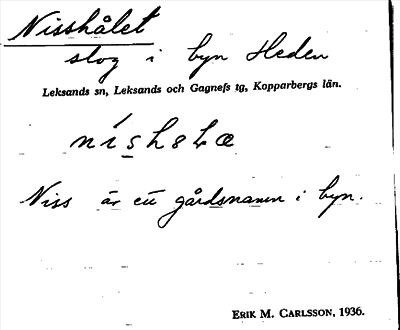 Nisshålet
slog i byn Heden
Leksands sn, Leksands och Gagnefs tg, Kopparbergs län.
Niss är ett gårdsnamn i byn.
ERIK M. CARLSSON, 1936.